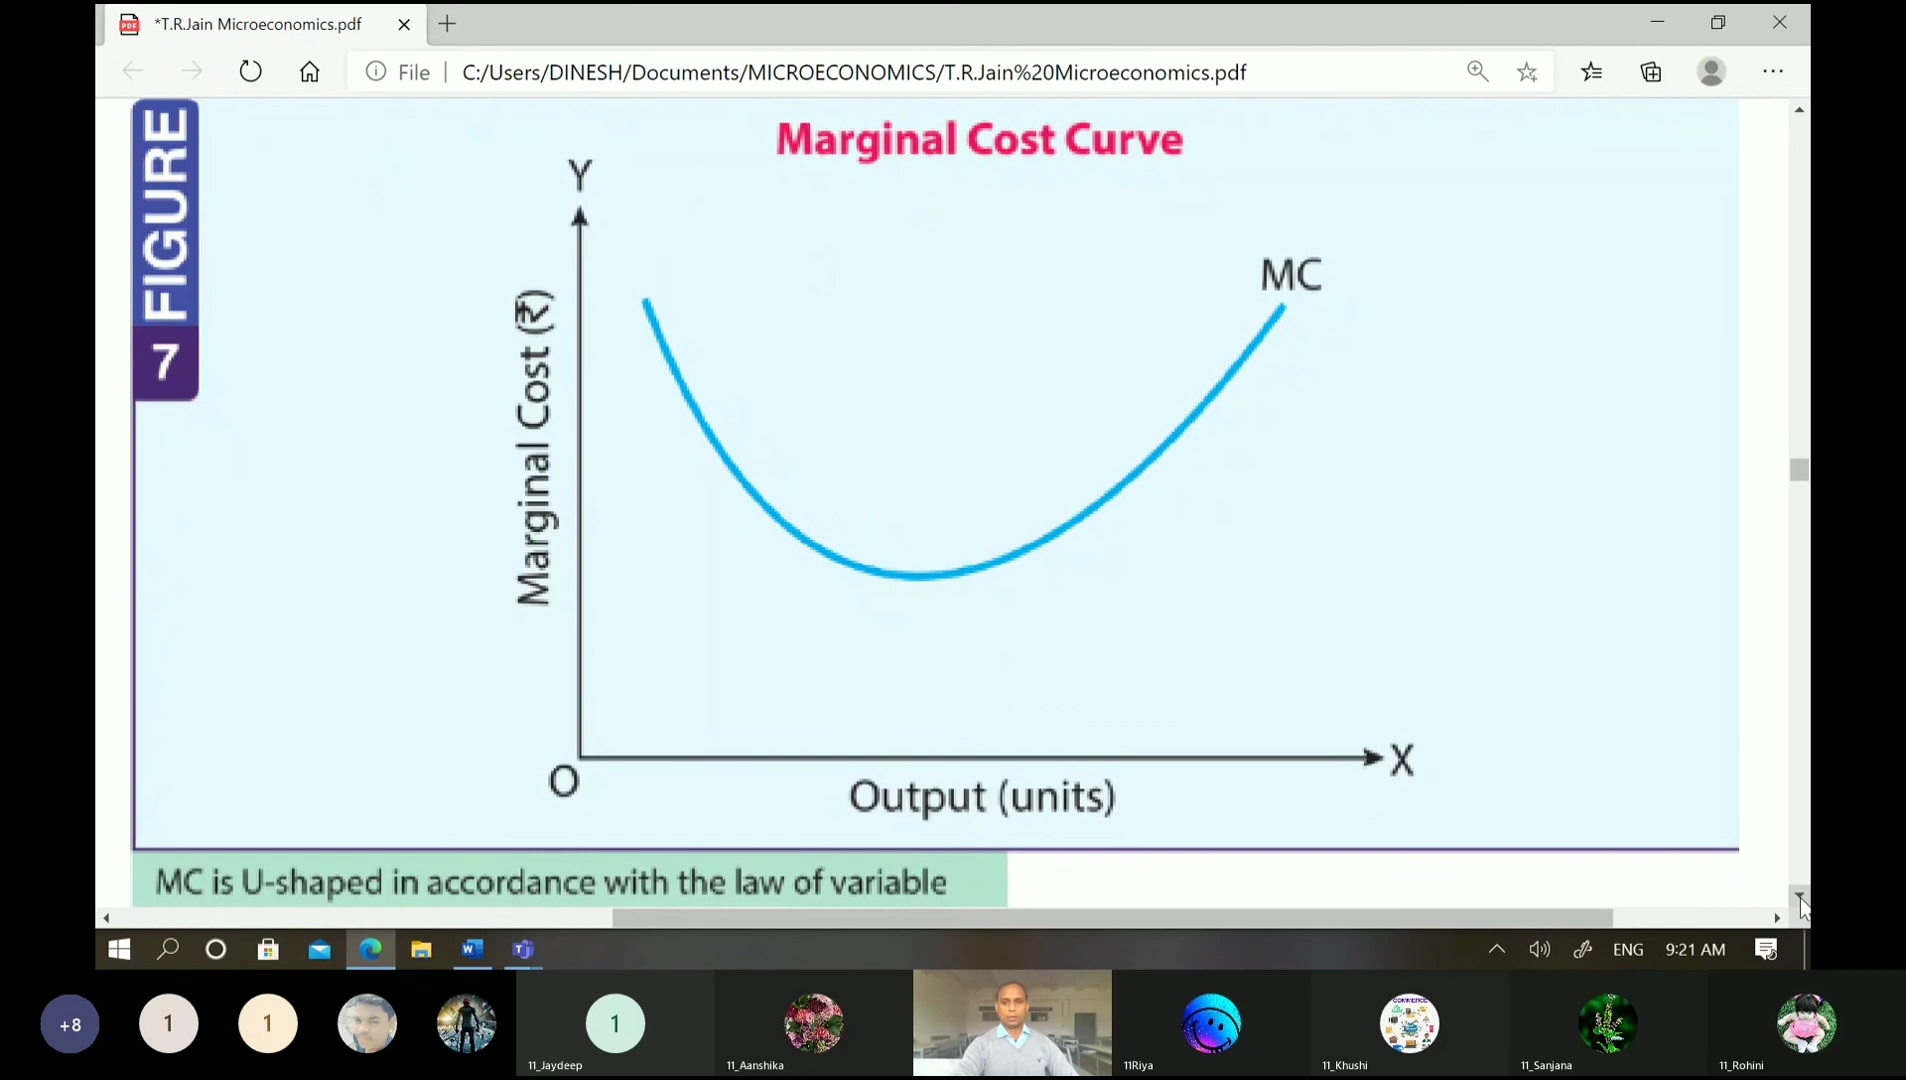 *T.R.Jain Microeconomics.pdf
File | C:/Users/DINESH/Documents/MICROECONOMICS/T.R.Jain%20Microeconomics.pdf
FIGURE
7
Marginal Cost Curve
Y
Marginal Cost (₹)
MC
O
X
Output (units)
MC is U-shaped in accordance with the law of variable
ENG
9:21 AM
+8
1
1
1
COMMERCE
11_Jaydeep
11_Aanshika
11Riya
11_Khushi
11_Sanjana
11_Rohini